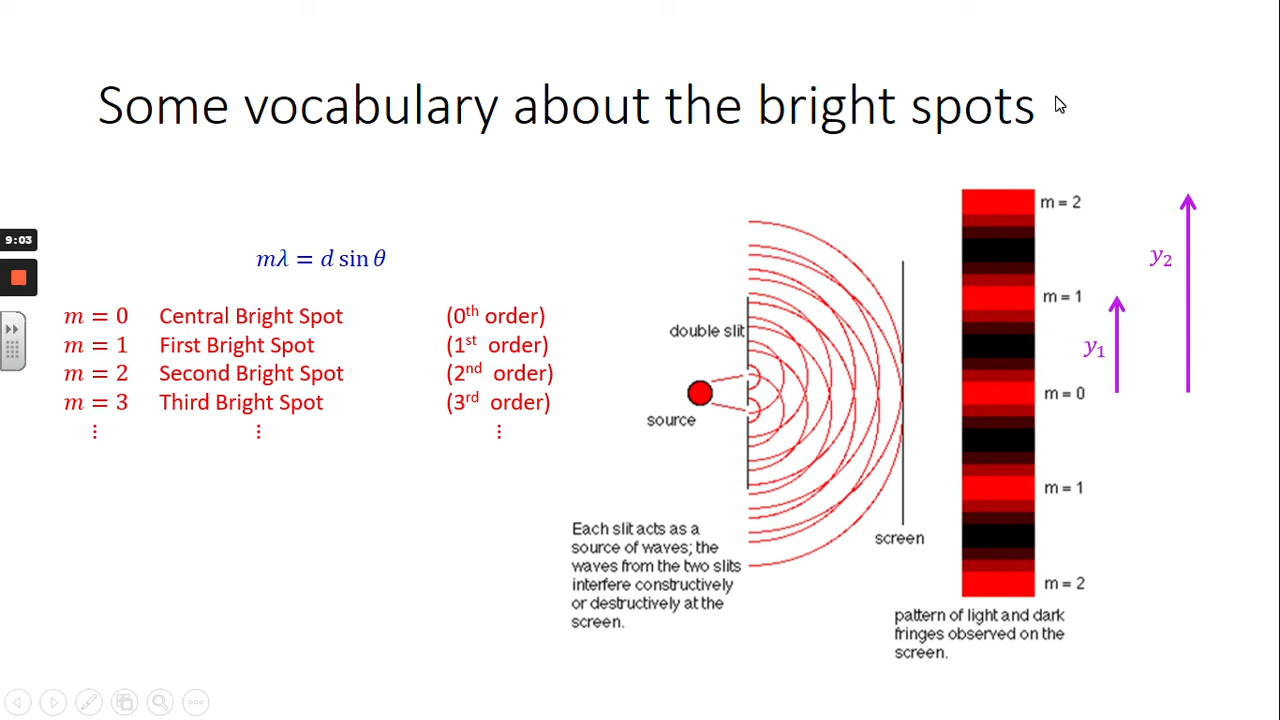 Some vocabulary about the bright spots
9:03
mλ = d sin θ
m = 0 Central Bright Spot (0th order)
m = 1 First Bright Spot (1st order)
m = 2 Second Bright Spot (2nd order)
m = 3 Third Bright Spot (3rd order)
⋮ ⋮ ⋮
double slit
source
Each slit acts as a
source of waves; the
waves from the two slits
interfere constructively
or destructively at the
screen.
screen
m = 2
m = 1
m = 0
m = 1
m = 2
y₂
y₁
pattern of light and dark
fringes observed on the
screen.